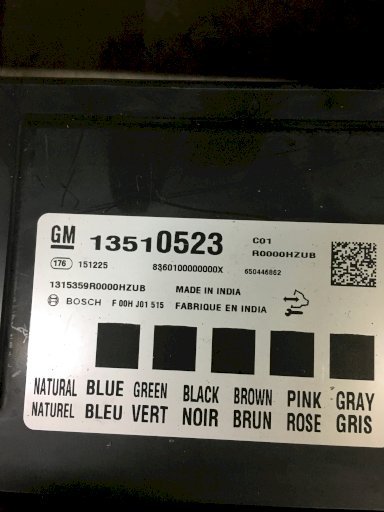 GM 13510523 C01
R0000HZUB
176 151225 8360100000000X 650446862
1315359R0000HZUB MADE IN INDIA
BOSCH F 00H J01 515 FABRIQUE EN INDIA
NATURAL BLUE GREEN BLACK BROWN PINK GRAY
NATUREL BLEU VERT NOIR BRUN ROSE GRIS